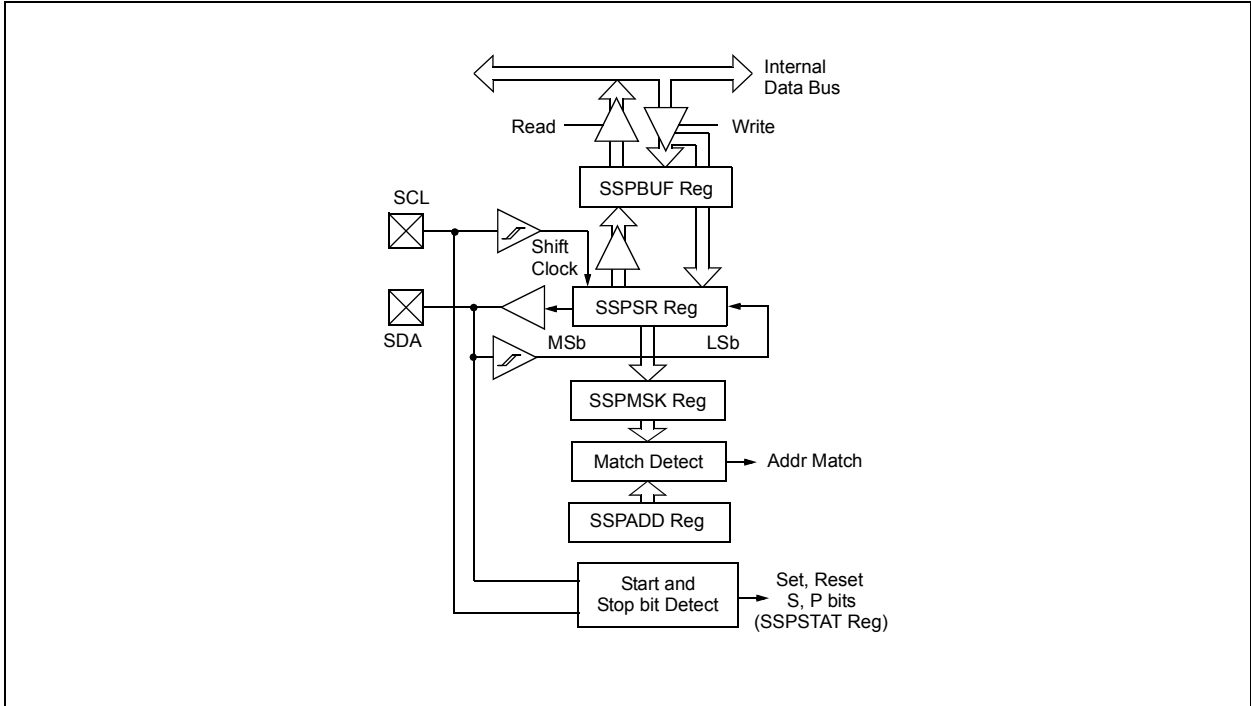 Internal
Data Bus
Read
Write
SSPBUF Reg
SCL
Shift
Clock
SSPSR Reg
SDA
MSb
LSb
SSPMSK Reg
Match Detect
Addr Match
SSPADD Reg
Start and
Stop bit Detect
Set, Reset
S, P bits
(SSPSTAT Reg)